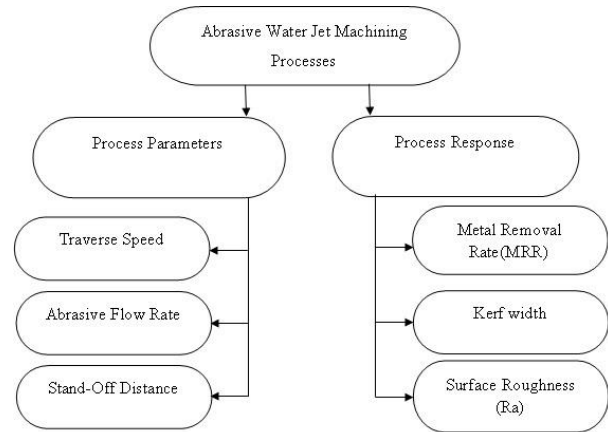 Abrasive Water Jet Machining
Processes
Process Parameters
Process Response
Traverse Speed
Abrasive Flow Rate
Stand-Off Distance
Metal Removal
Rate(MRR)
Kerf width
Surface Roughness
(Ra)